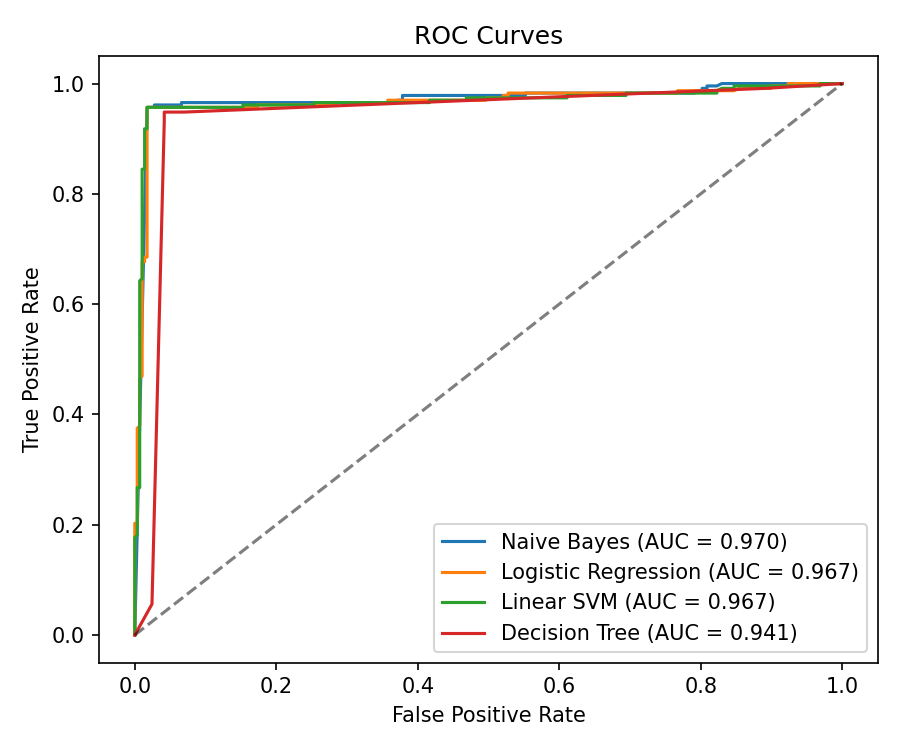 ROC Curves
1.0
0.8
0.6
0.4
0.2
0.0
True Positive Rate
Naive Bayes (AUC = 0.970)
Logistic Regression (AUC = 0.967)
Linear SVM (AUC = 0.967)
Decision Tree (AUC = 0.941)
0.0 0.2 0.4 0.6 0.8 1.0
False Positive Rate